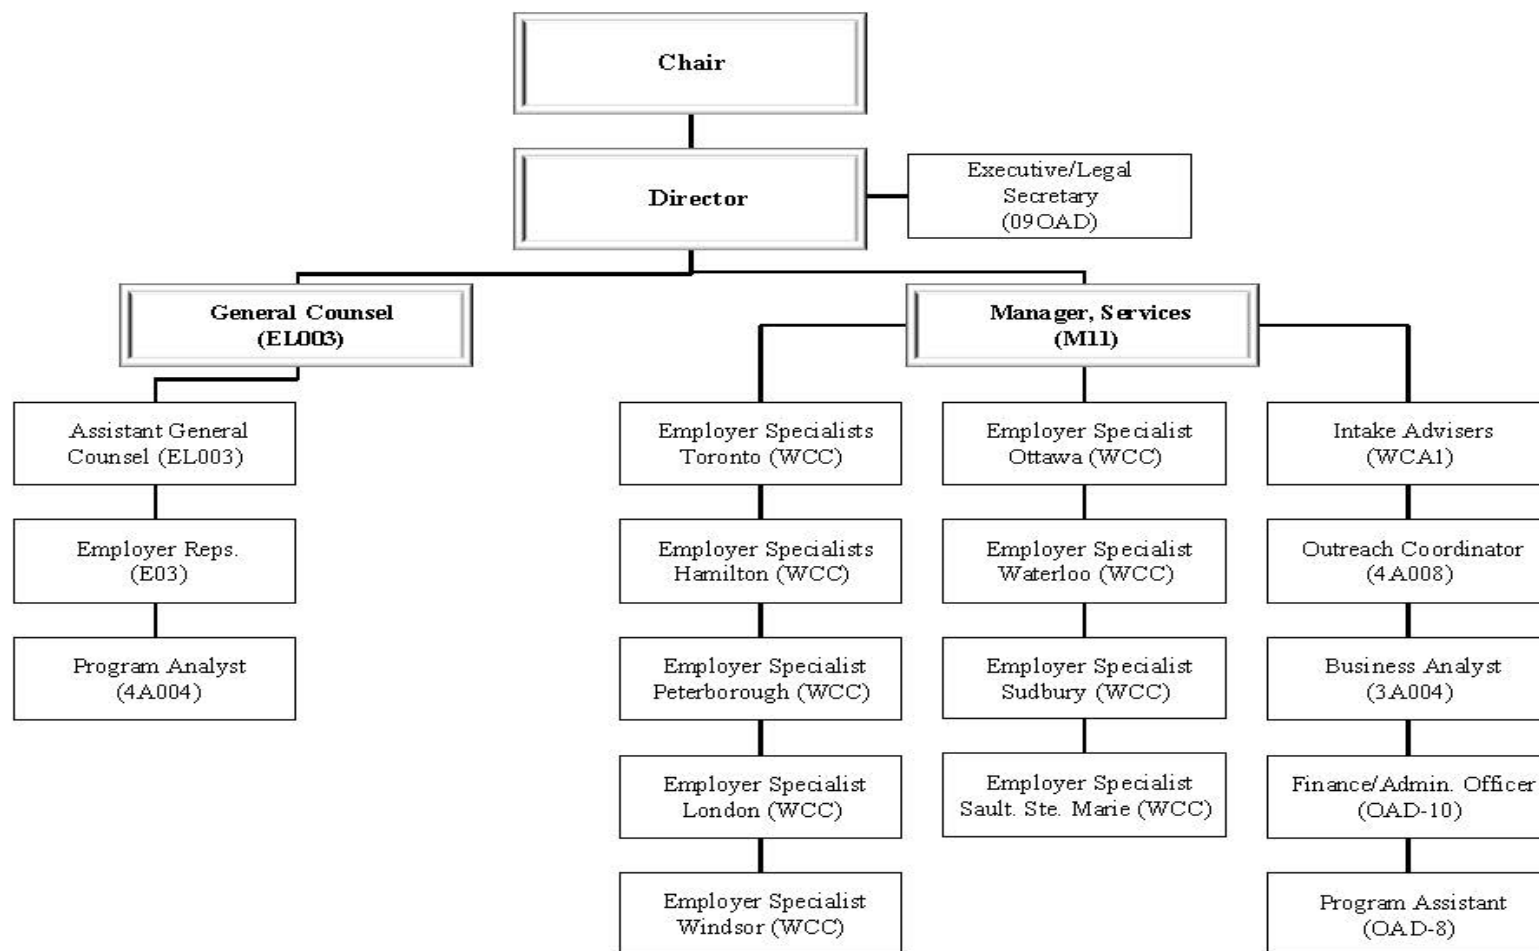 Chair
Director
Executive/Legal
Secretary
(09OAD)
General Counsel
(EL003)
Manager, Services
(M11)
Assistant General
Counsel (EL003)
Employer Reps.
(E03)
Program Analyst
(4A004)
Employer Specialists
Toronto (WCC)
Employer Specialists
Hamilton (WCC)
Employer Specialist
Peterborough (WCC)
Employer Specialist
London (WCC)
Employer Specialist
Windsor (WCC)
Employer Specialist
Ottawa (WCC)
Employer Specialist
Waterloo (WCC)
Employer Specialist
Sudbury (WCC)
Employer Specialist
Sault. Ste. Marie (WCC)
Intake Advisers
(WCA1)
Outreach Coordinator
(4A008)
Business Analyst
(3A004)
Finance/Admin. Officer
(OAD-10)
Program Assistant
(OAD-8)